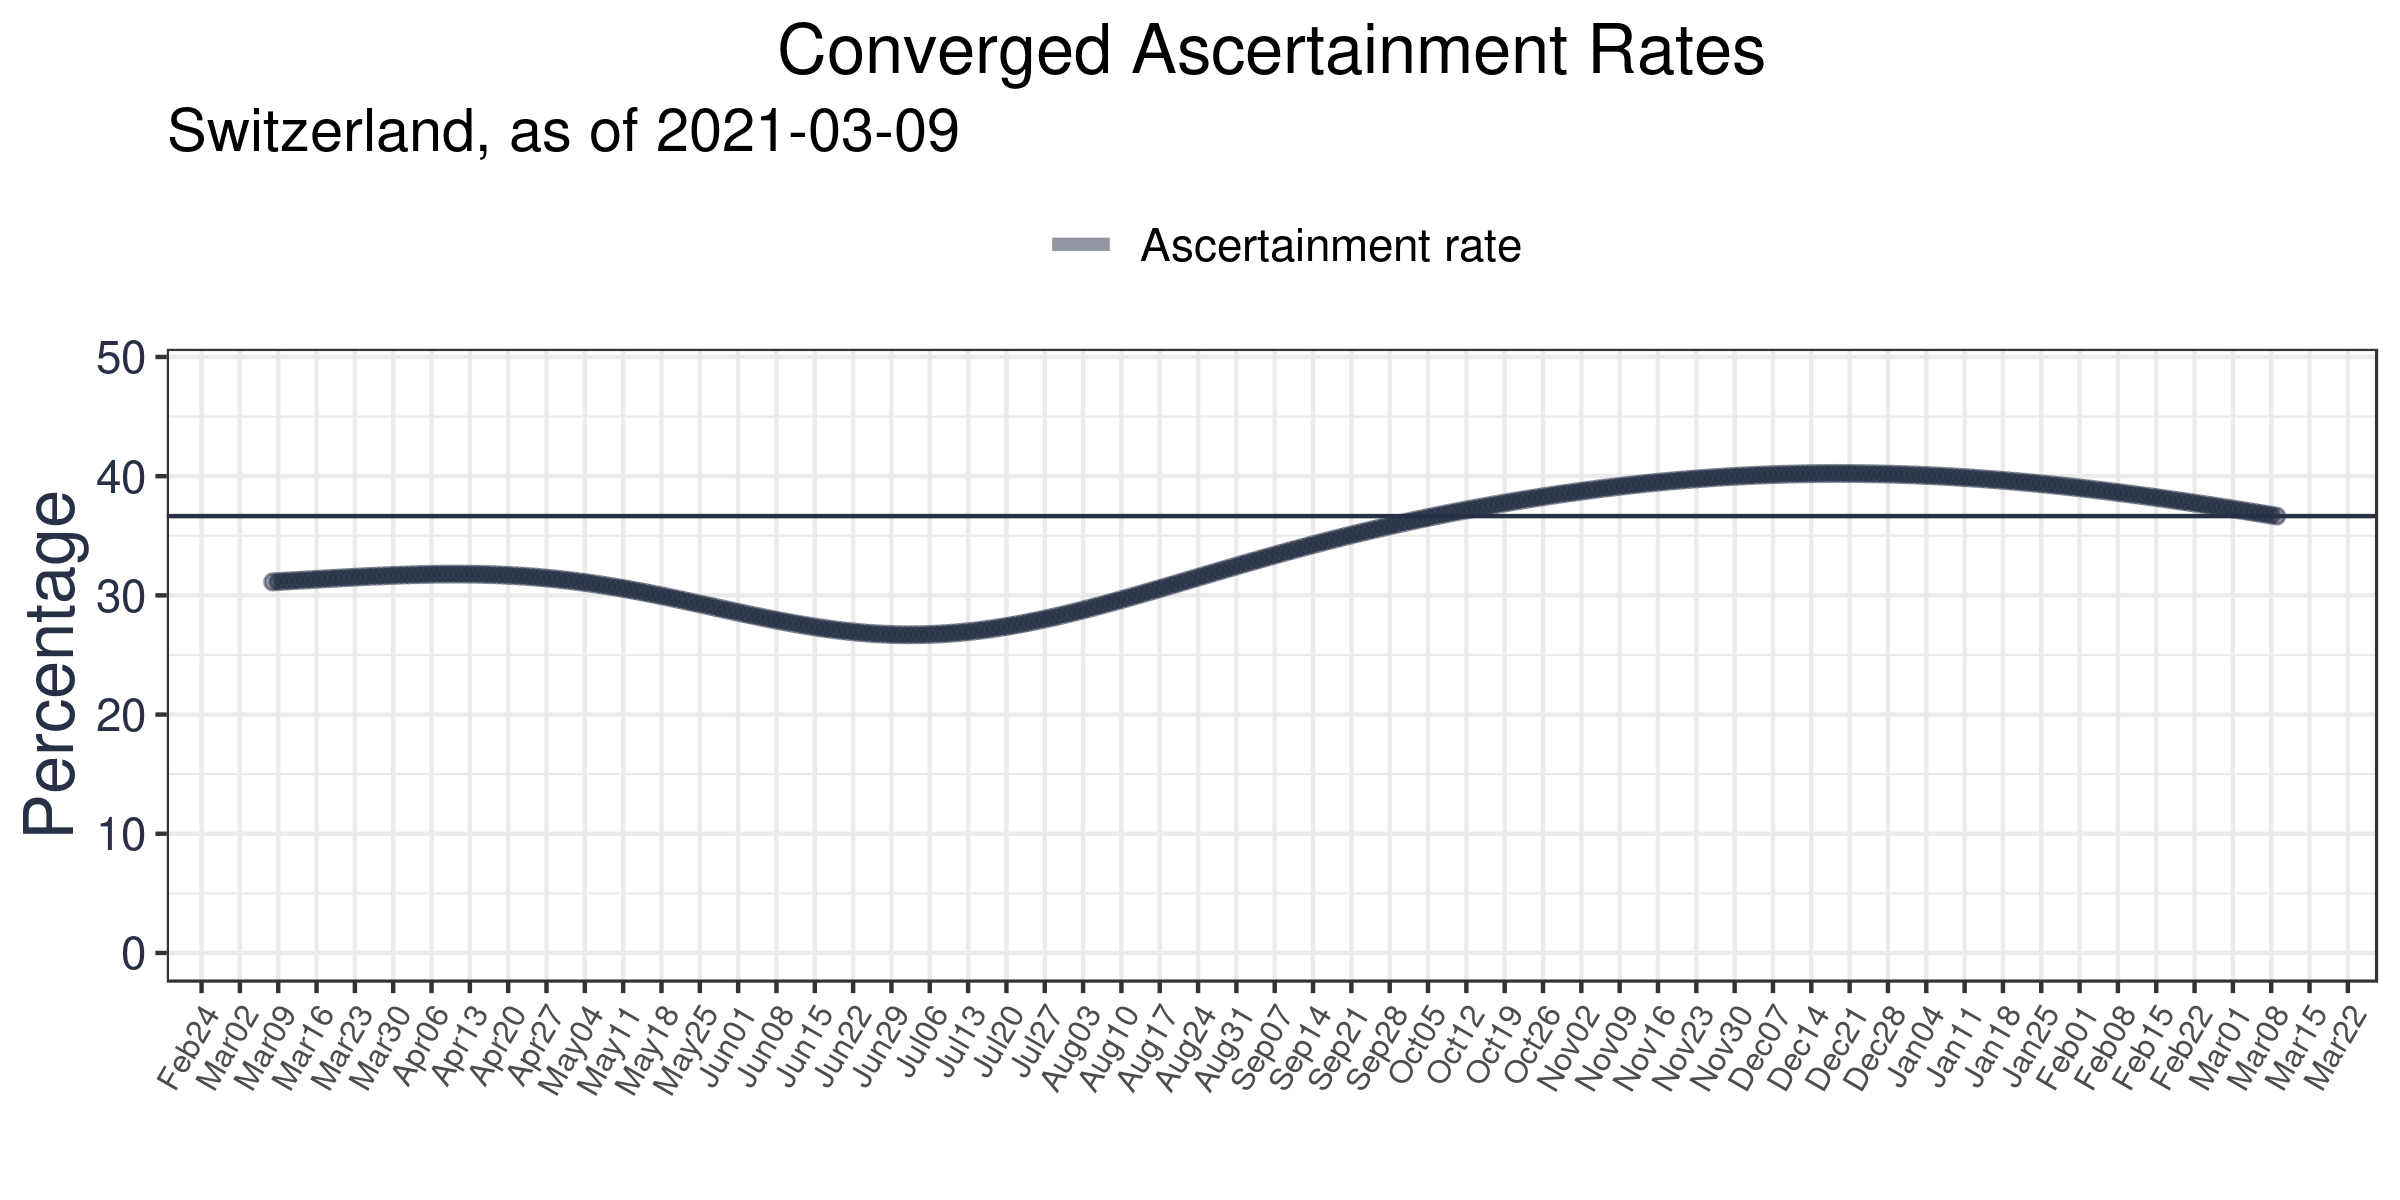 Converged Ascertainment Rates
Switzerland, as of 2021-03-09
Ascertainment rate
Percentage
50
40
30
20
10
0
Feb24
Mar02
Mar09
Mar16
Mar23
Mar30
Apr06
Apr13
Apr20
Apr27
May04
May11
May18
May25
Jun01
Jun08
Jun15
Jun22
Jun29
Jul06
Jul13
Jul20
Jul27
Aug03
Aug10
Aug17
Aug24
Aug31
Sep07
Sep14
Sep21
Sep28
Oct05
Oct12
Oct19
Oct26
Nov02
Nov09
Nov16
Nov23
Nov30
Dec07
Dec14
Dec21
Dec28
Jan04
Jan11
Jan18
Jan25
Feb01
Feb08
Feb15
Feb22
Mar01
Mar08
Mar15
Mar22